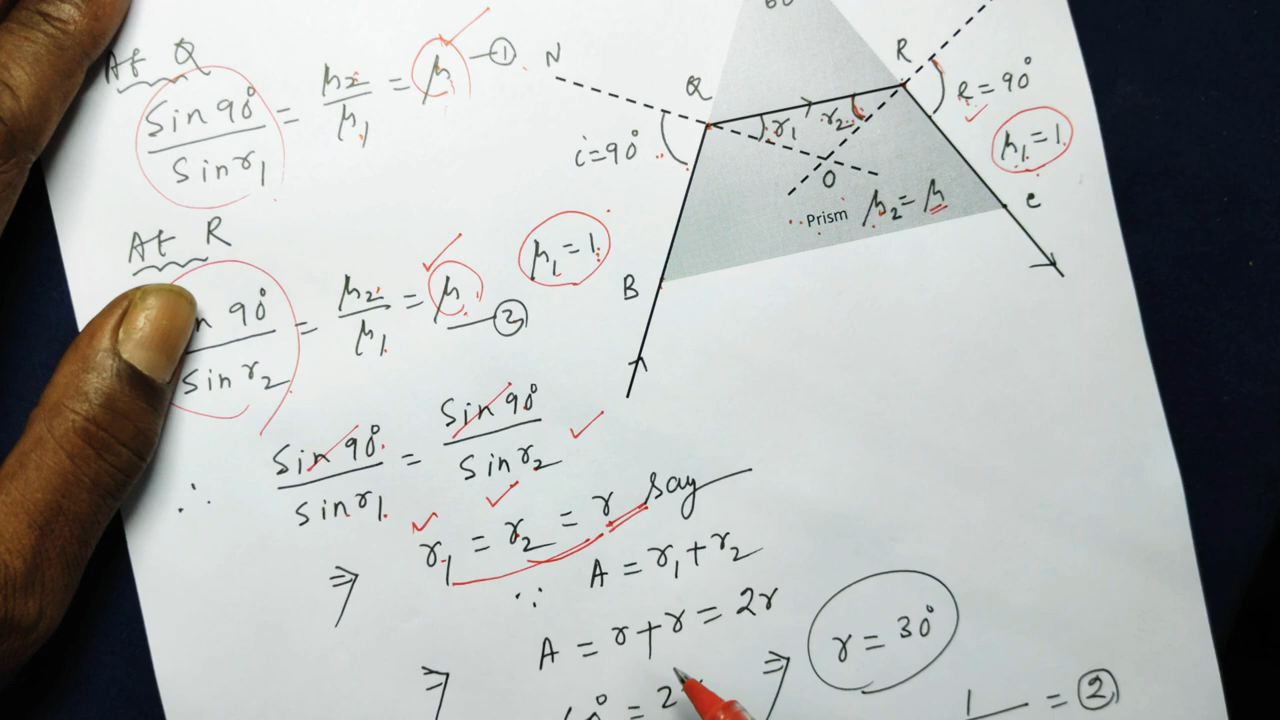 At Q
Sin 90° / Sin r₁ = μ₂ / μ₁ = μ — ①
N
Q
R
i = 90°
r₁
r₂
e = 90°
μ₁ = 1
O
Prism μ₂ = μ
B
C
At R
n 90° / Sin r₂ = μ₂ / μ₁ = μ — ②
μ₁ = 1
∴ Sin 90° / Sin r₁ = Sin 90° / Sin r₂
⇒ r₁ = r₂ = r say
∵ A = r₁ + r₂
⇒ A = r + r = 2r
⇒ r = 30°
= 2
1 = ②